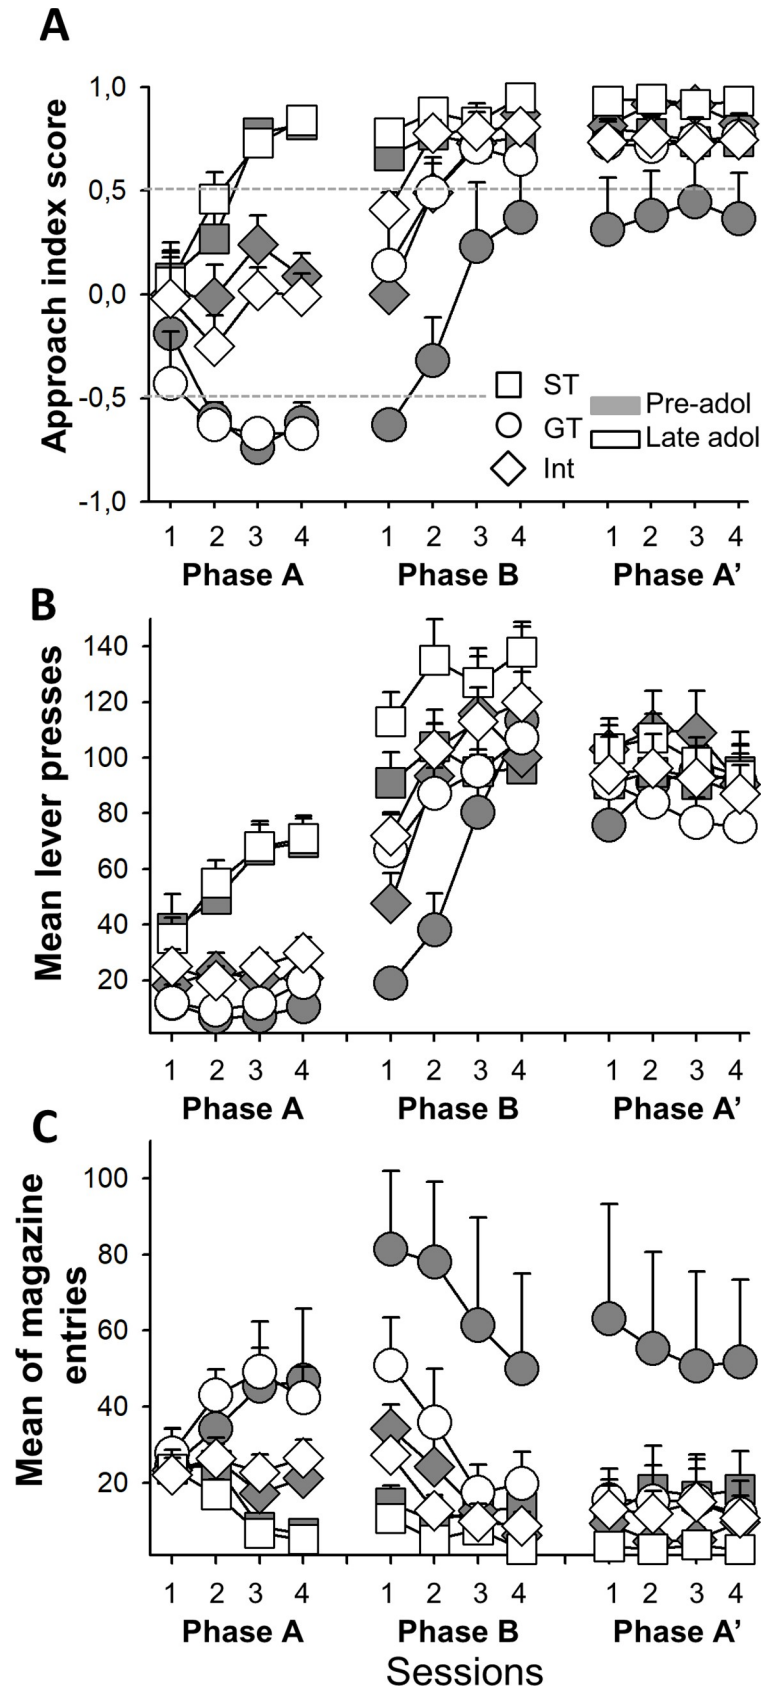 A
Approach index score
1,0
0,5
0,0
-0,5
-1,0
ST
GT
Int
Pre-adol
Late adol
1 2 3 4 1 2 3 4 1 2 3 4
Phase A Phase B Phase A’
B
Mean lever presses
140
120
100
80
60
40
20
1 2 3 4 1 2 3 4 1 2 3 4
Phase A Phase B Phase A’
C
Mean of magazine
entries
100
80
60
40
20
1 2 3 4 1 2 3 4 1 2 3 4
Phase A Phase B Phase A’
Sessions